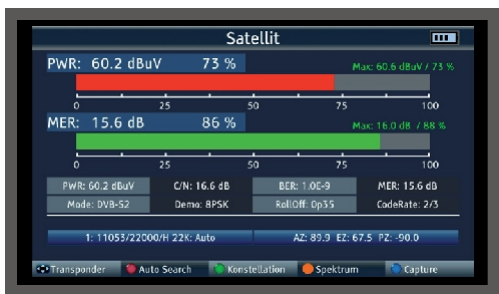 Satellit
PWR: 60.2 dBuV 73 % Max: 60.6 dBuV / 73 %
0 25 50 75 100
MER: 15.6 dB 86 % Max: 16.0 dB / 88 %
0 25 50 75 100
PWR: 60.2 dBuV C/N: 16.6 dB BER: 1.0E-9 MER: 15.6 dB
Mode: DVB-S2 Demo: 8PSK RollOff: 0p35 CodeRate: 2/3
1: 11053/22000/H 22K: Auto AZ: 89.9 EZ: 67.5 PZ: -90.0
Transponder Auto Search Konstellation Spektrum Capture